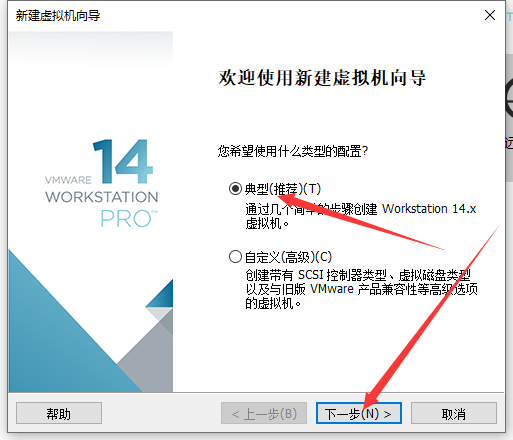 新建虚拟机向导
欢迎使用新建虚拟机向导
14
VMWARE
WORKSTATION
PRO™
您希望使用什么类型的配置?
典型(推荐)(T)
通过几个简单的步骤创建 Workstation 14.x
虚拟机。
自定义(高级)(C)
创建带有 SCSI 控制器类型、虚拟磁盘类型
以及与旧版 VMware 产品兼容性等高级选项
的虚拟机。
帮助
< 上一步(B)
下一步(N) >
取消